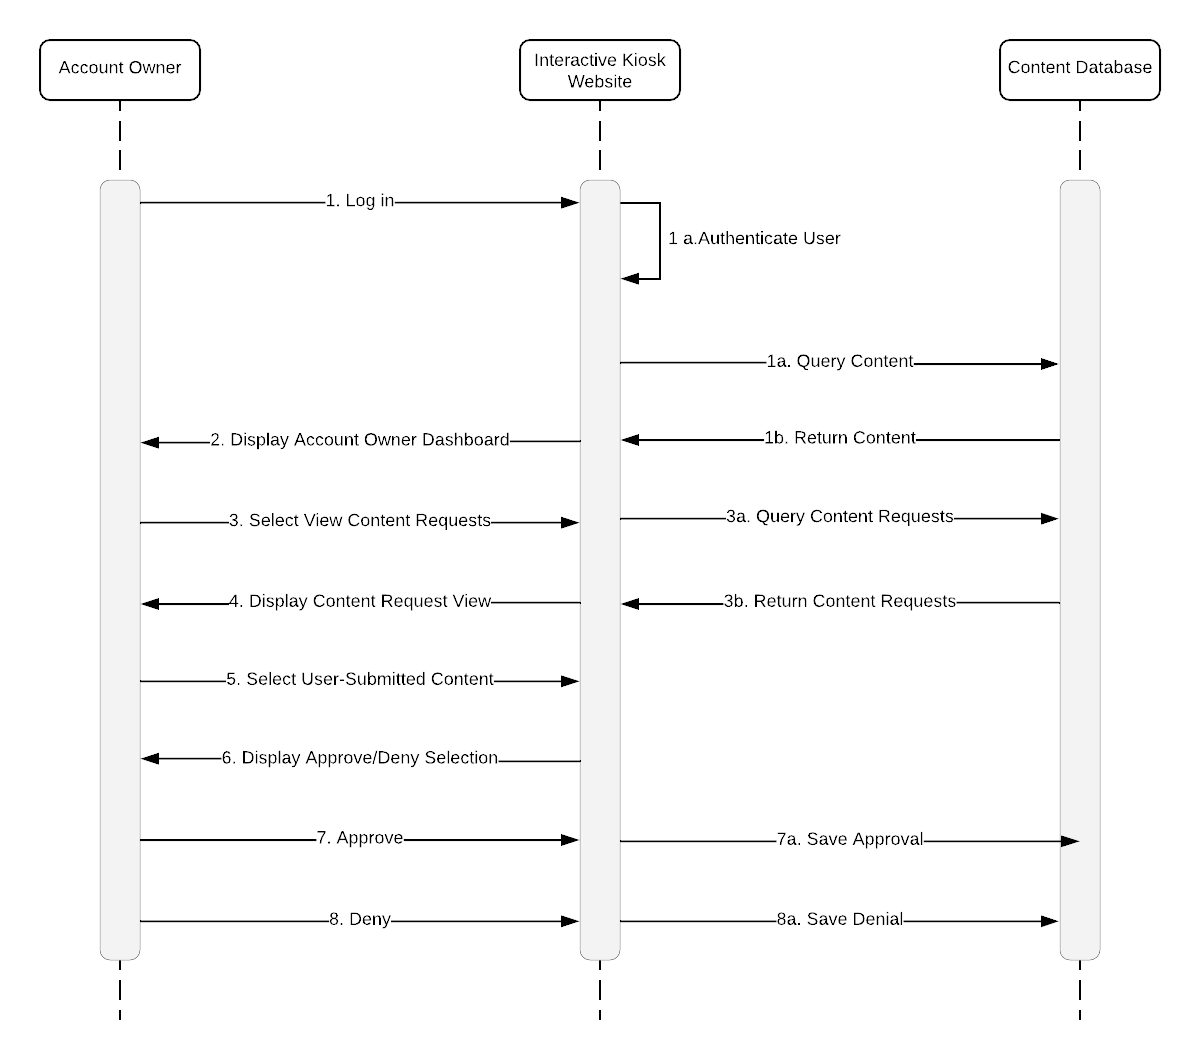 Account Owner
Interactive Kiosk
Website
Content Database
1. Log in
1 a.Authenticate User
1a. Query Content
2. Display Account Owner Dashboard
1b. Return Content
3. Select View Content Requests
3a. Query Content Requests
4. Display Content Request View
3b. Return Content Requests
5. Select User-Submitted Content
6. Display Approve/Deny Selection
7. Approve
7a. Save Approval
8. Deny
8a. Save Denial